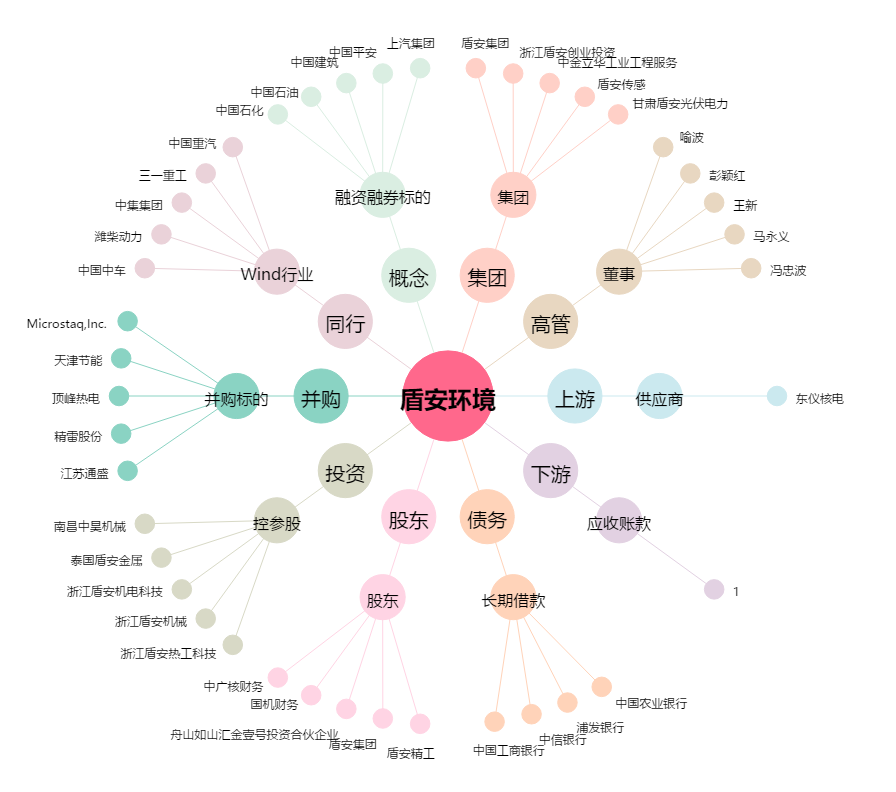 上汽集团
盾安集团
中国平安
浙江盾安创业投资
中国建筑
中金立华工业工程服务
中国石油
盾安传感
中国石化
甘肃盾安光伏电力
中国重汽
喻波
三一重工
彭颖红
融资融券标的
集团
中集集团
王新
潍柴动力
马永义
中国中车
冯忠波
Wind行业
概念
集团
董事
同行
高管
Microstaq,Inc.
天津节能
顶峰热电
精雷股份
江苏通盛
并购标的
并购
盾安环境
上游
供应商
东仪核电
投资
下游
南昌中昊机械
控参股
股东
债务
应收账款
泰国盾安金属
浙江盾安机电科技
1
股东
长期借款
浙江盾安机械
浙江盾安热工科技
中广核财务
国机财务
舟山如山汇金壹号投资合伙企业
盾安集团
盾安精工
中国工商银行
中信银行
浦发银行
中国农业银行